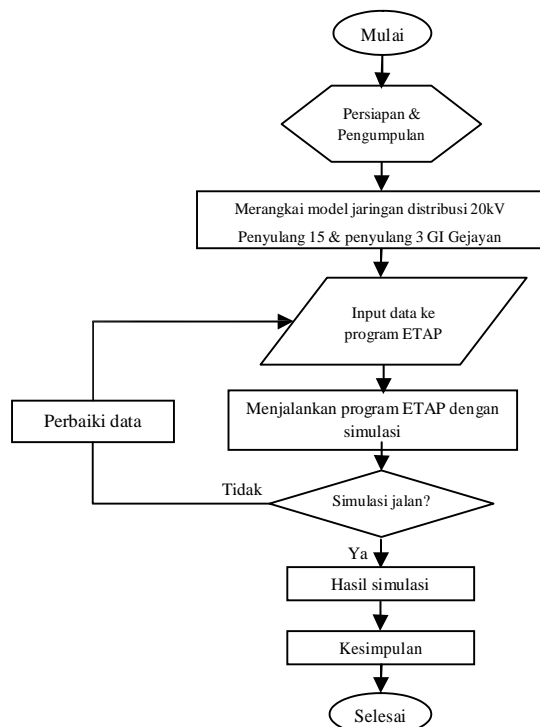 Mulai
Persiapan &
Pengumpulan
Merangkai model jaringan distribusi 20kV
Penyulang 15 & penyulang 3 GI Gejayan
Input data ke
program ETAP
Menjalankan program ETAP dengan
simulasi
Perbaiki data
Tidak
Simulasi jalan?
Ya
Hasil simulasi
Kesimpulan
Selesai